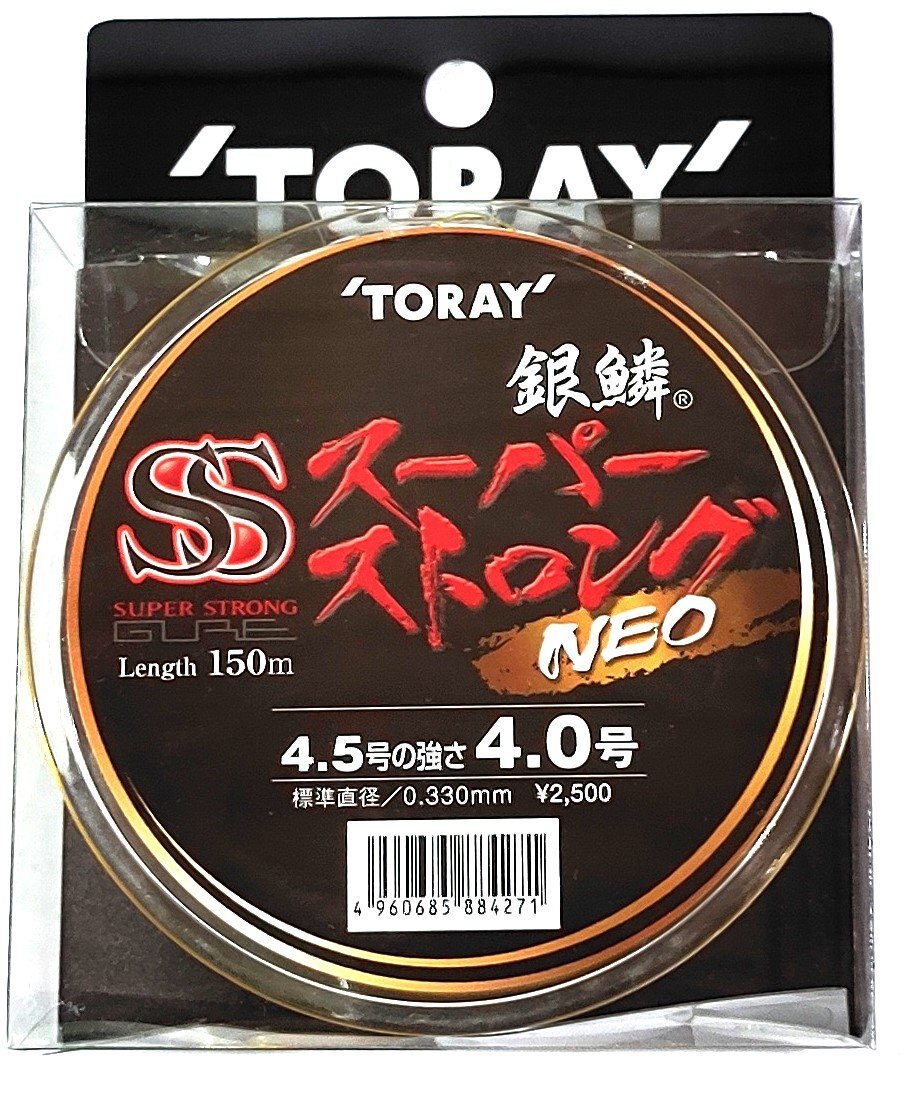 'TORAY'
'TORAY'
銀鱗®
SS
スーパー
ストロング
NEO
SUPER STRONG
Length 150m
4.5号の強さ 4.0号
標準直径/0.330mm ¥2,500
4 960685 884271